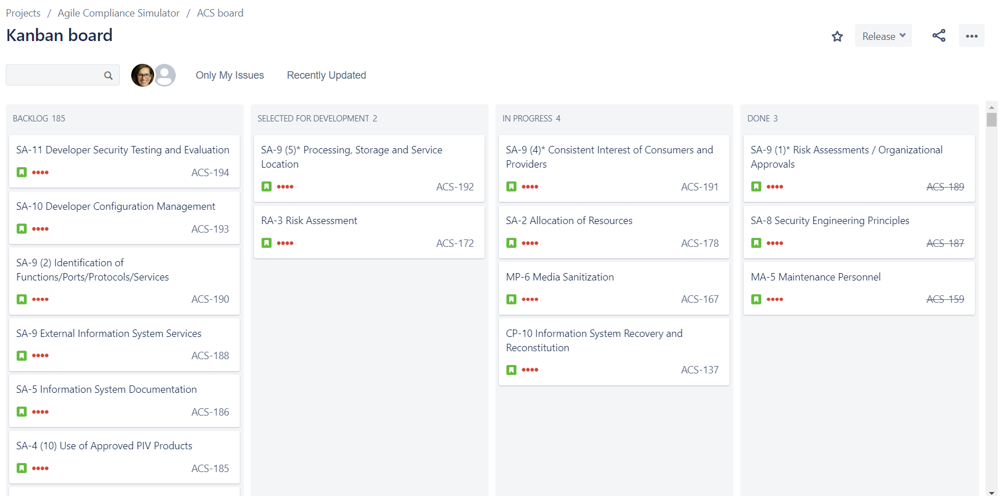 Projects / Agile Compliance Simulator / ACS board
Kanban board
Release
Only My Issues
Recently Updated
BACKLOG 185
SA-11 Developer Security Testing and Evaluation
ACS-194
SA-10 Developer Configuration Management
ACS-193
SA-9 (2) Identification of
Functions/Ports/Protocols/Services
ACS-190
SA-9 External Information System Services
ACS-188
SA-5 Information System Documentation
ACS-186
SA-4 (10) Use of Approved PIV Products
ACS-185
SELECTED FOR DEVELOPMENT 2
SA-9 (5)* Processing, Storage and Service
Location
ACS-192
RA-3 Risk Assessment
ACS-172
IN PROGRESS 4
SA-9 (4)* Consistent Interest of Consumers and
Providers
ACS-191
SA-2 Allocation of Resources
ACS-178
MP-6 Media Sanitization
ACS-167
CP-10 Information System Recovery and
Reconstitution
ACS-137
DONE 3
SA-9 (1)* Risk Assessments / Organizational
Approvals
ACS-189
SA-8 Security Engineering Principles
ACS-187
MA-5 Maintenance Personnel
ACS-159